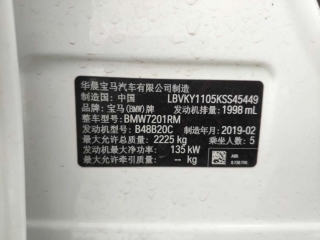 华晨宝马汽车有限公司制造
制造国: 中国 LBVKY1105KSS45449
品牌: 宝马(BMW)牌 发动机排量: 1998 mL
整车型号: BMW7201RM
发动机型号: B48B20C 制造年月: 2019-02
最大允许总质量: 2225 kg 乘坐人数: 5
发动机最大净功率: 135 kW
最大允许牵引质量: -- kg